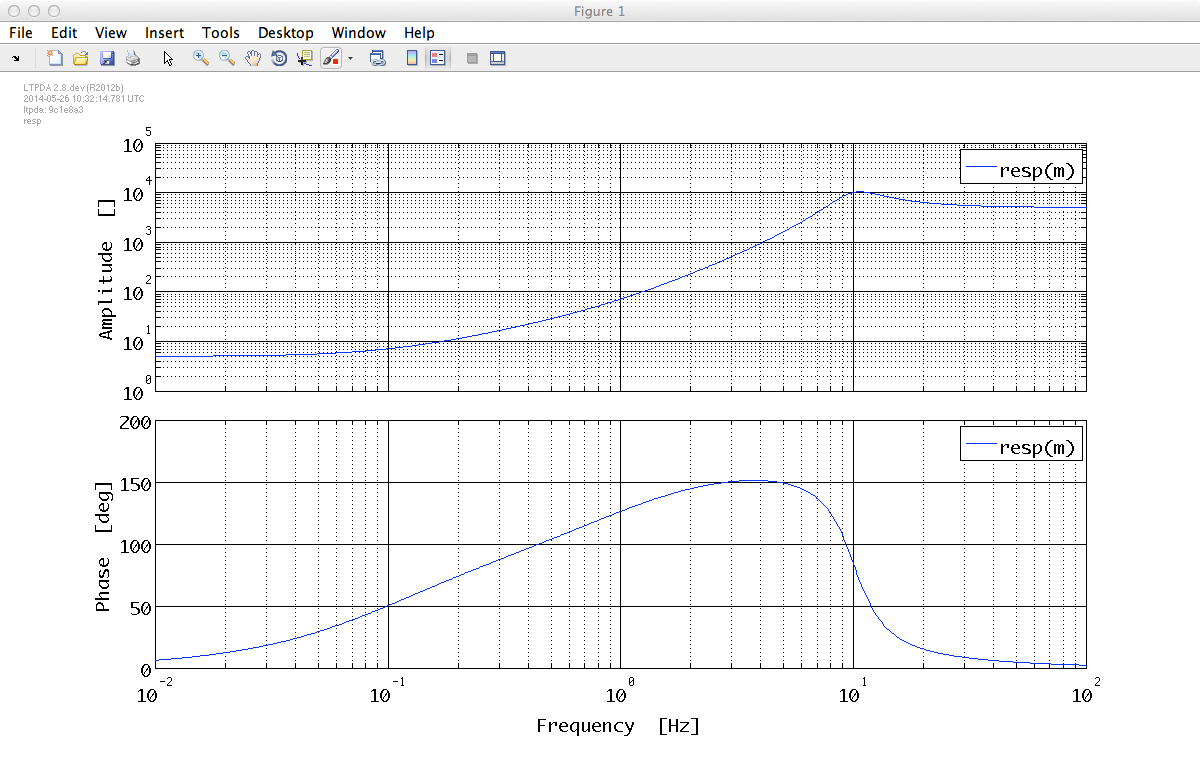 Figure 1
File Edit View Insert Tools Desktop Window Help
LTPDA 2.8.dev (R2012b)
2014-05-26 10:32:14.781 UTC
ltpda: 9c1e8a3
resp
10^5
10^4
10^3
10^2
10^1
10^0
Amplitude []
resp(m)
200
150
100
50
0
Phase [deg]
resp(m)
10^-2 10^-1 10^0 10^1 10^2
Frequency [Hz]